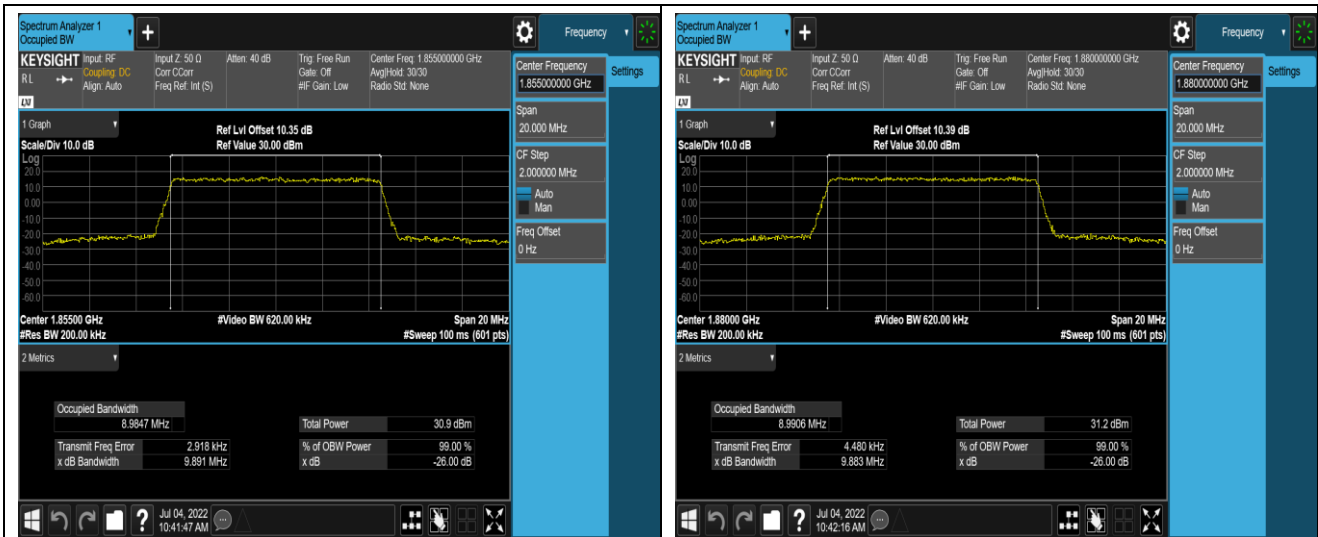 Spectrum Analyzer 1
Occupied BW
+
Frequency
KEYSIGHT
RL
LXI
Input: RF
Coupling: DC
Align: Auto
Input Z: 50 Ω
Corr CCorr
Freq Ref: Int (S)
Atten: 40 dB
Trig: Free Run
Gate: Off
#IF Gain: Low
Center Freq: 1.855000000 GHz
Avg|Hold: 30/30
Radio Std: None
Center Frequency
1.855000000 GHz
Settings
Span
20.000 MHz
CF Step
2.000000 MHz
Auto
Man
Freq Offset
0 Hz
1 Graph
Scale/Div 10.0 dB
Ref Lvl Offset 10.35 dB
Ref Value 30.00 dBm
Log
20.0
10.0
0.00
-10.0
-20.0
-30.0
-40.0
-50.0
-60.0
Center 1.85500 GHz
#Video BW 620.00 kHz
Span 20 MHz
#Res BW 200.00 kHz
#Sweep 100 ms (601 pts)
2 Metrics
Occupied Bandwidth
8.9847 MHz
Total Power 30.9 dBm
Transmit Freq Error 2.918 kHz
% of OBW Power 99.00 %
x dB Bandwidth 9.891 MHz
x dB -26.00 dB
?
Jul 04, 2022
10:41:47 AM
Spectrum Analyzer 1
Occupied BW
+
Frequency
KEYSIGHT
RL
LXI
Input: RF
Coupling: DC
Align: Auto
Input Z: 50 Ω
Corr CCorr
Freq Ref: Int (S)
Atten: 40 dB
Trig: Free Run
Gate: Off
#IF Gain: Low
Center Freq: 1.880000000 GHz
Avg|Hold: 30/30
Radio Std: None
Center Frequency
1.880000000 GHz
Settings
Span
20.000 MHz
CF Step
2.000000 MHz
Auto
Man
Freq Offset
0 Hz
1 Graph
Scale/Div 10.0 dB
Ref Lvl Offset 10.39 dB
Ref Value 30.00 dBm
Log
20.0
10.0
0.00
-10.0
-20.0
-30.0
-40.0
-50.0
-60.0
Center 1.88000 GHz
#Video BW 620.00 kHz
Span 20 MHz
#Res BW 200.00 kHz
#Sweep 100 ms (601 pts)
2 Metrics
Occupied Bandwidth
8.9906 MHz
Total Power 31.2 dBm
Transmit Freq Error 4.480 kHz
% of OBW Power 99.00 %
x dB Bandwidth 9.883 MHz
x dB -26.00 dB
?
Jul 04, 2022
10:42:16 AM